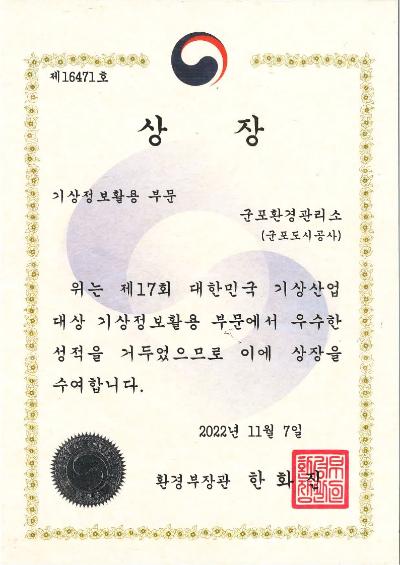 제16471호
상 장
기상정보활용 부문
군포환경관리소
(군포도시공사)
위는 제17회 대한민국 기상산업
대상 기상정보활용 부문에서 우수한
성적을 거두었으므로 이에 상장을
수여합니다.
2022년 11월 7일
환경부장관 한 화 진